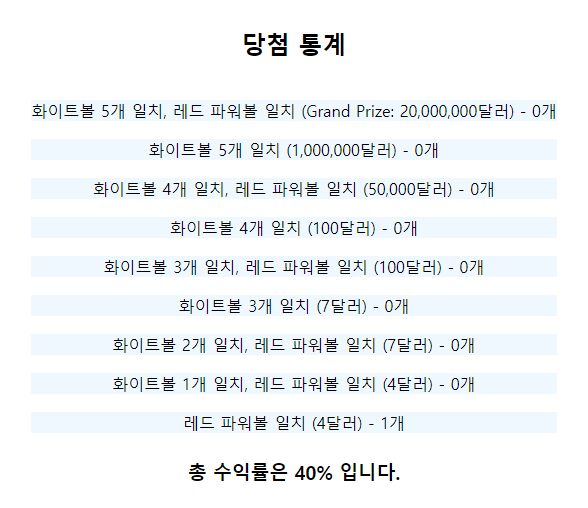 당첨 통계
화이트볼 5개 일치, 레드 파워볼 일치 (Grand Prize: 20,000,000달러) - 0개
화이트볼 5개 일치 (1,000,000달러) - 0개
화이트볼 4개 일치, 레드 파워볼 일치 (50,000달러) - 0개
화이트볼 4개 일치 (100달러) - 0개
화이트볼 3개 일치, 레드 파워볼 일치 (100달러) - 0개
화이트볼 3개 일치 (7달러) - 0개
화이트볼 2개 일치, 레드 파워볼 일치 (7달러) - 0개
화이트볼 1개 일치, 레드 파워볼 일치 (4달러) - 0개
레드 파워볼 일치 (4달러) - 1개
총 수익률은 40% 입니다.